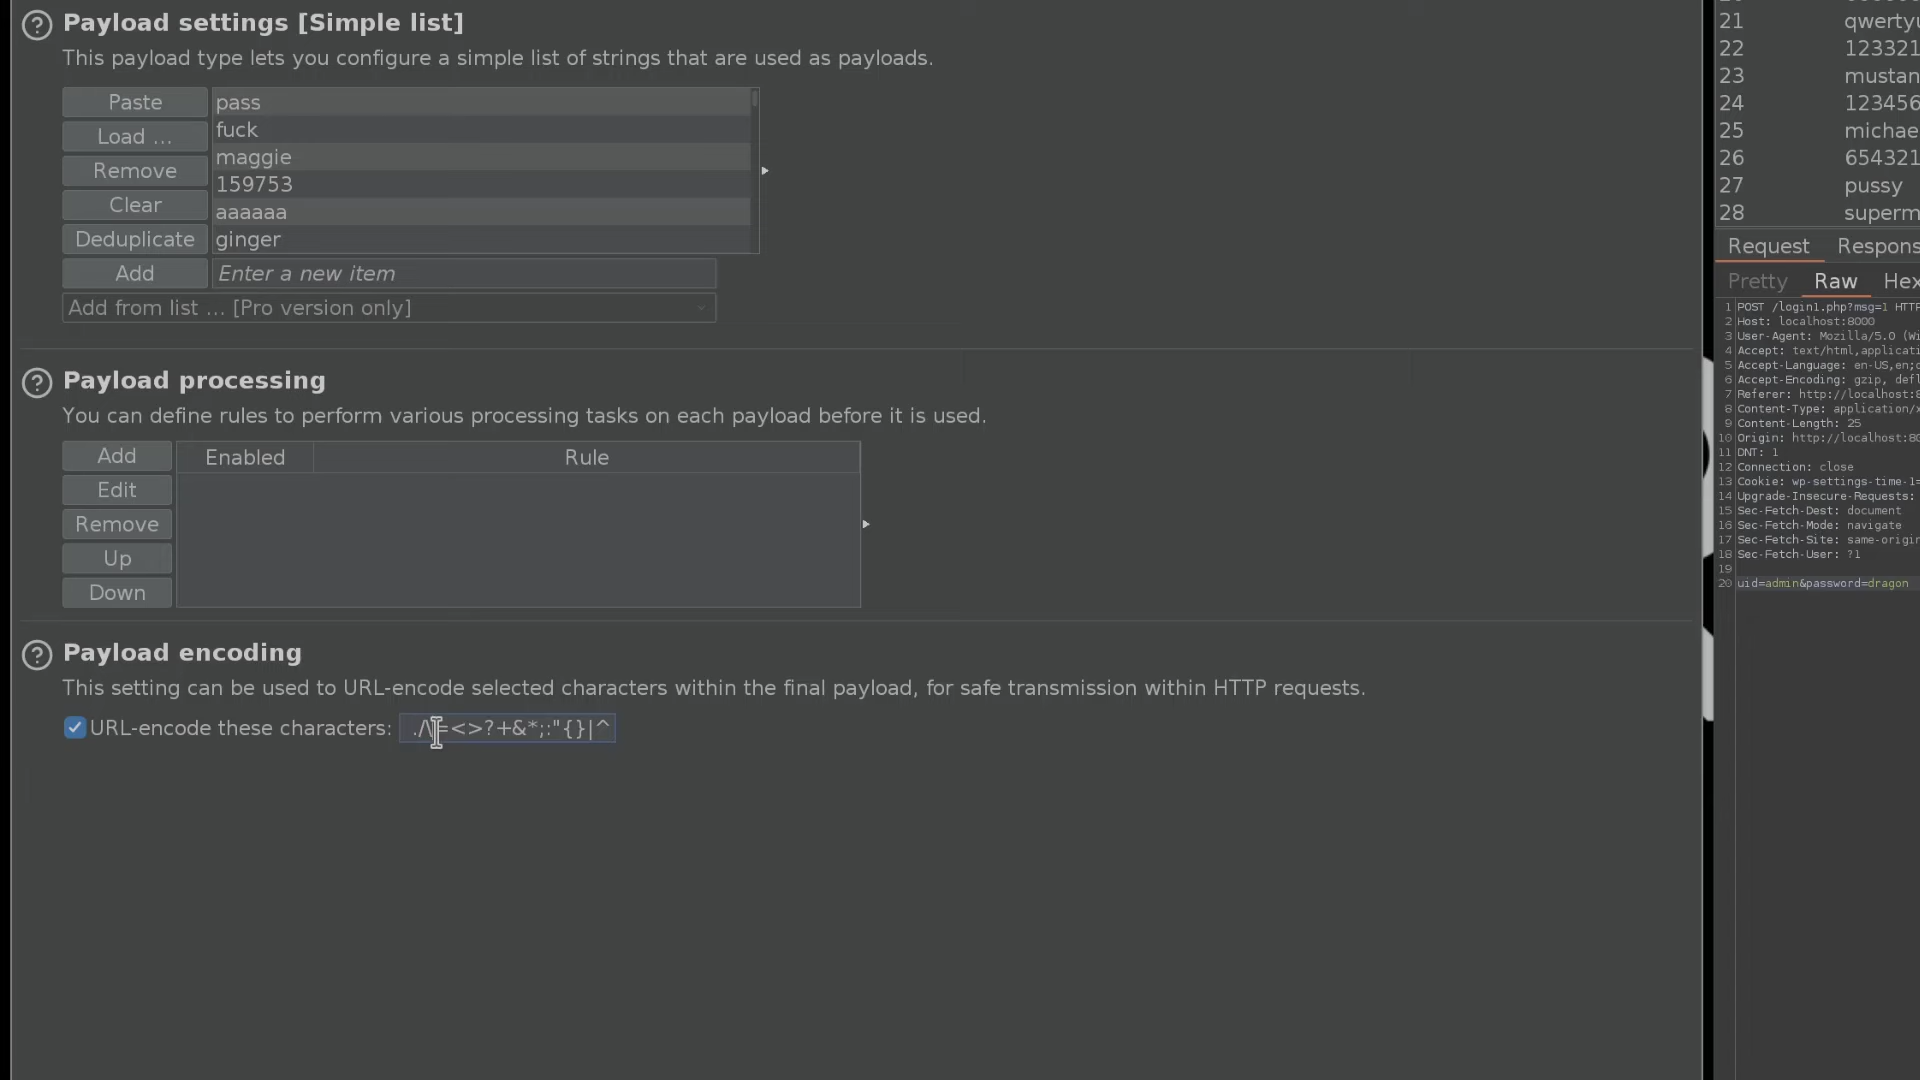 Payload settings [Simple list]
This payload type lets you configure a simple list of strings that are used as payloads.
Paste
Load ...
Remove
Clear
Deduplicate
Add
pass
fuck
maggie
159753
aaaaaa
ginger
Enter a new item
Add from list ... [Pro version only]
Payload processing
You can define rules to perform various processing tasks on each payload before it is used.
Add
Edit
Remove
Up
Down
Enabled Rule
Payload encoding
This setting can be used to URL-encode selected characters within the final payload, for safe transmission within HTTP requests.
URL-encode these characters: ./\=<>?+&*;:"{}|^
21 qwertyu
22 123321
23 mustan
24 123456
25 michae
26 654321
27 pussy
28 superm
Request Respons
Pretty Raw Hex
1 POST /login1.php?msg=1 HTTP
2 Host: localhost:8000
3 User-Agent: Mozilla/5.0 (Wi
4 Accept: text/html,applicati
5 Accept-Language: en-US,en;
6 Accept-Encoding: gzip, defl
7 Referer: http://localhost:8
8 Content-Type: application/x
9 Content-Length: 25
10 Origin: http://localhost:80
11 DNT: 1
12 Connection: close
13 Cookie: wp-settings-time-1=
14 Upgrade-Insecure-Requests:
15 Sec-Fetch-Dest: document
16 Sec-Fetch-Mode: navigate
17 Sec-Fetch-Site: same-origin
18 Sec-Fetch-User: ?1
19
20 uid=admin&password=dragon